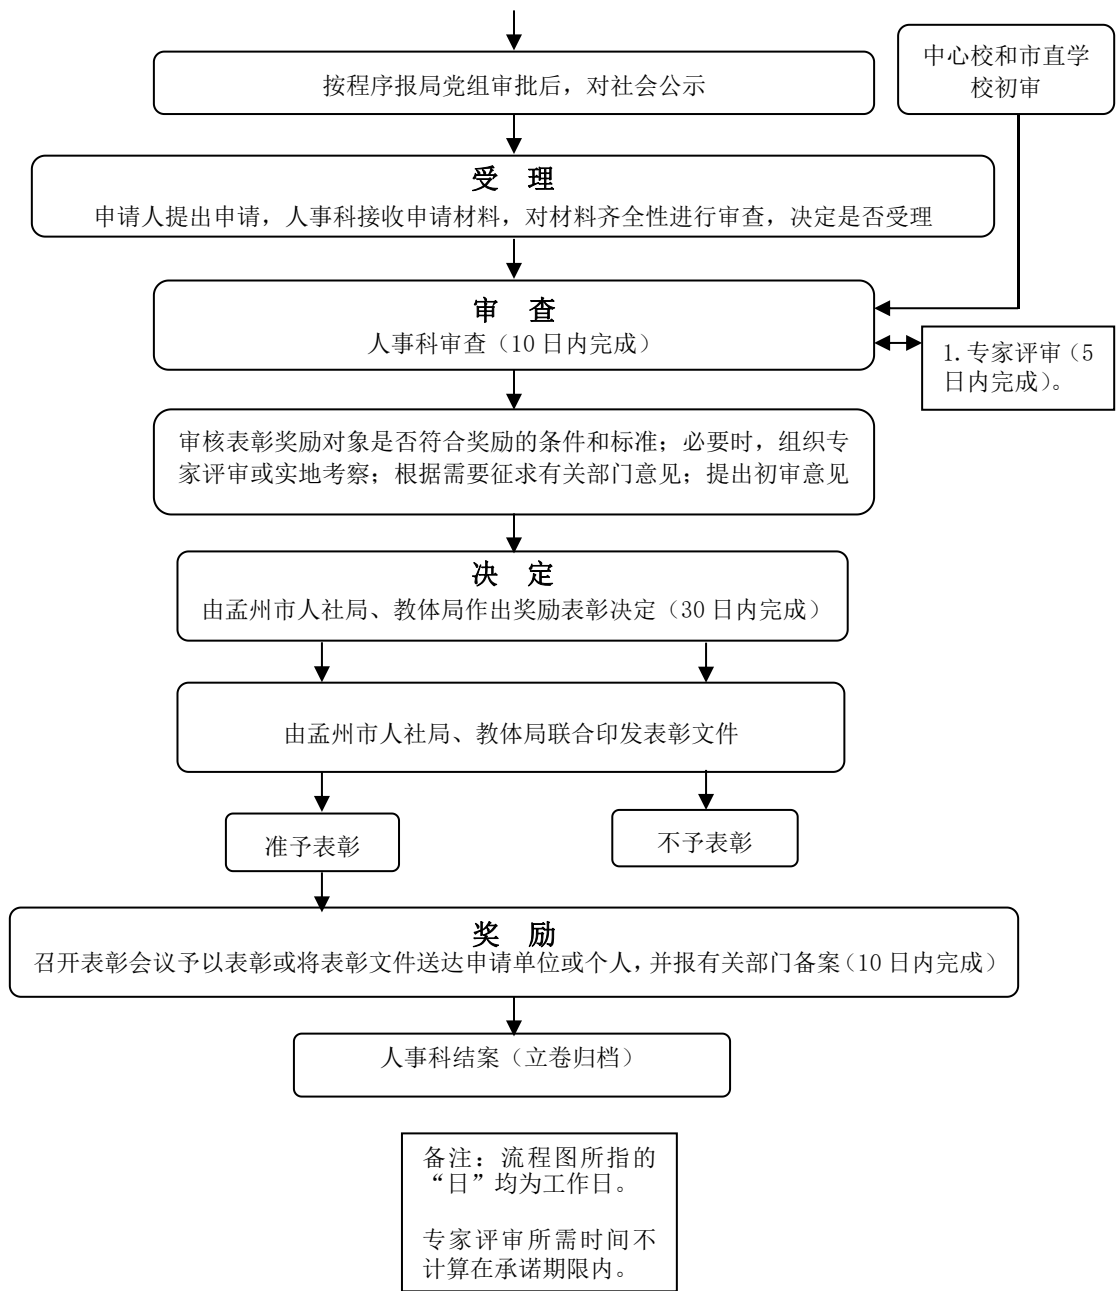 按程序报局党组审批后，对社会公示
中心校和市直学
校初审
受 理
申请人提出申请，人事科接收申请材料，对材料齐全性进行审查，决定是否受理
审 查
人事科审查（10 日内完成）
1.专家评审（5
日内完成）。
审核表彰奖励对象是否符合奖励的条件和标准；必要时，组织专
家评审或实地考察；根据需要征求有关部门意见；提出初审意见
决 定
由孟州市人社局、教体局作出奖励表彰决定（30 日内完成）
由孟州市人社局、教体局联合印发表彰文件
准予表彰
不予表彰
奖 励
召开表彰会议予以表彰或将表彰文件送达申请单位或个人，并报有关部门备案（10 日内完成）
人事科结案（立卷归档）
备注：流程图所指的
“日”均为工作日。
专家评审所需时间不
计算在承诺期限内。